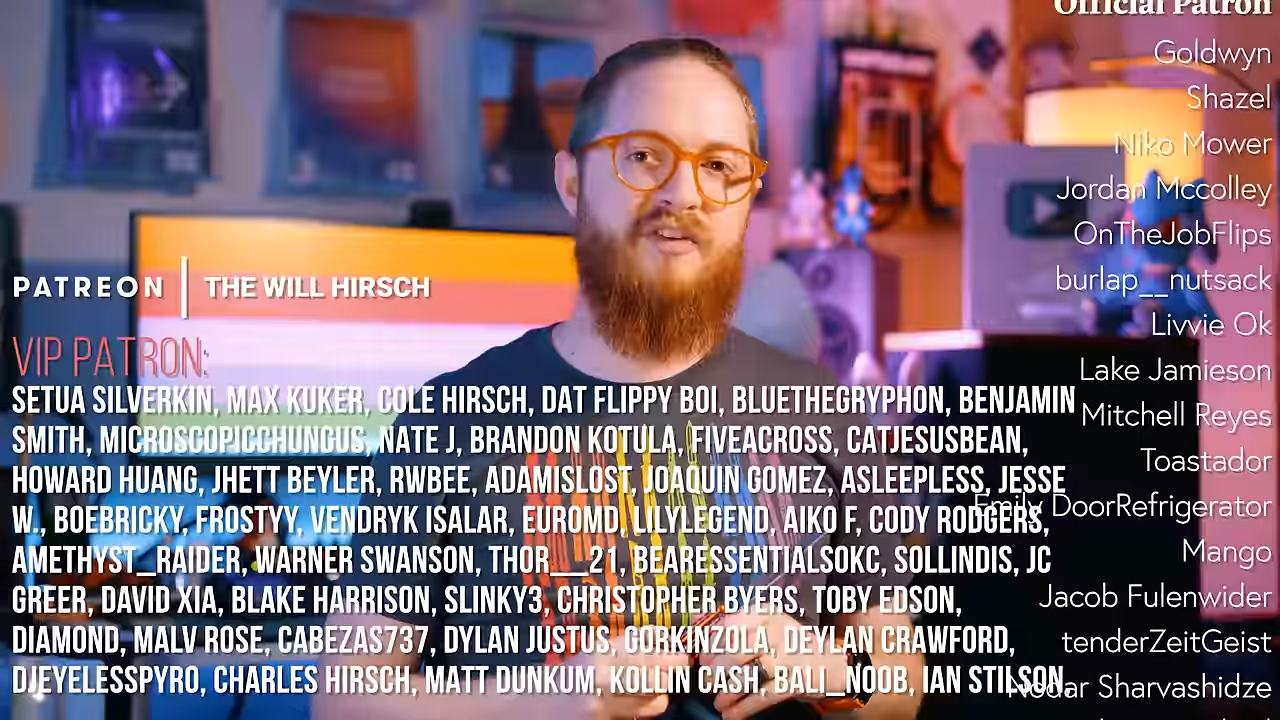 PATREON | THE WILL HIRSCH
VIP PATRON:
SETUA SILVERKIN, MAX KUKER, COLE HIRSCH, DAT FLIPPY BOI, BLUETHEGRYPHON, BENJAMIN
SMITH, MICROSCOPICCHUNGUS, NATE J, BRANDON KOTULA, FIVEACROSS, CATJESUSBEAN,
HOWARD HUANG, JHETT BEYLER, RWBEE, ADAMISLOST, JOAQUIN GOMEZ, ASLEEPLESS, JESSE
W., BOEBRICKY, FROSTYY, VENDRYK ISALAR, EUROMD, LILYLEGEND, AIKO F, CODY RODGERS,
AMETHYST_RAIDER, WARNER SWANSON, THOR__21, BEARESSENTIALSOKC, SOLLINDIS, JC
GREER, DAVID XIA, BLAKE HARRISON, SLINKY3, CHRISTOPHER BYERS, TOBY EDSON,
DIAMOND, MALV ROSE, CABEZAS737, DYLAN JUSTUS, GORKINZOLA, DEYLAN CRAWFORD,
DJEYELESSPYRO, CHARLES HIRSCH, MATT DUNKUM, KOLLIN CASH, BALI_NOOB, IAN STILSON,
Official Patron
Goldwyn
Shazel
Niko Mower
Jordan Mccolley
OnTheJobFlips
burlap__nutsack
Livvie Ok
Lake Jamieson
Mitchell Reyes
Toastador
Emily DoorRefrigerator
Mango
Jacob Fulenwider
tenderZeitGeist
Nodar Sharvashidze